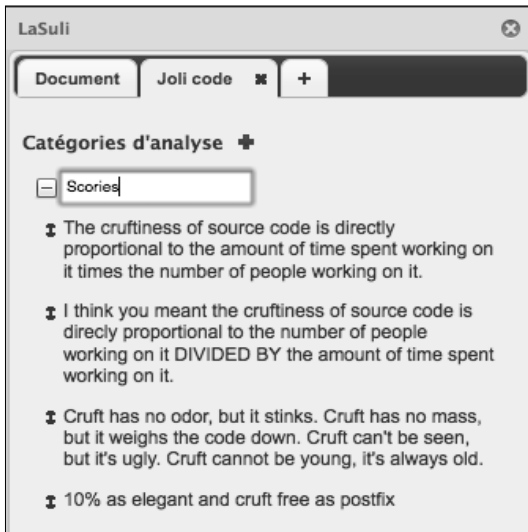 LaSuli
Document
Joli code
+
Catégories d'analyse
Scories
The cruftiness of source code is directly
proportional to the amount of time spent working on
it times the number of people working on it.
I think you meant the cruftiness of source code is
direcly proportional to the number of people
working on it DIVIDED BY the amount of time spent
working on it.
Cruft has no odor, but it stinks. Cruft has no mass,
but it weighs the code down. Cruft can't be seen,
but it's ugly. Cruft cannot be young, it's always old.
10% as elegant and cruft free as postfix